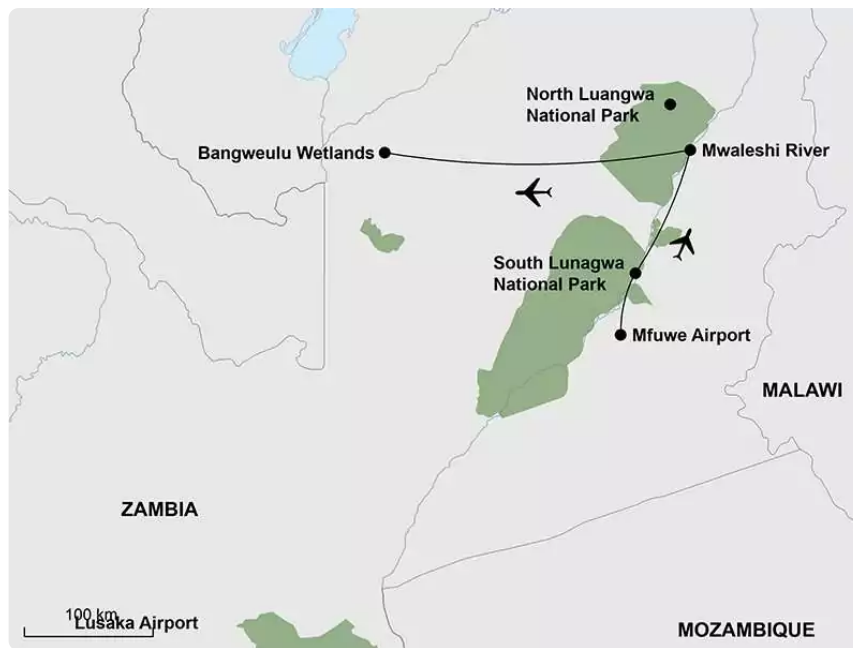 North Luangwa
National Park
Bangweulu Wetlands
Mwaleshi River
South Lunagwa
National Park
Mfuwe Airport
MALAWI
ZAMBIA
100 km
Lusaka Airport
MOZAMBIQUE